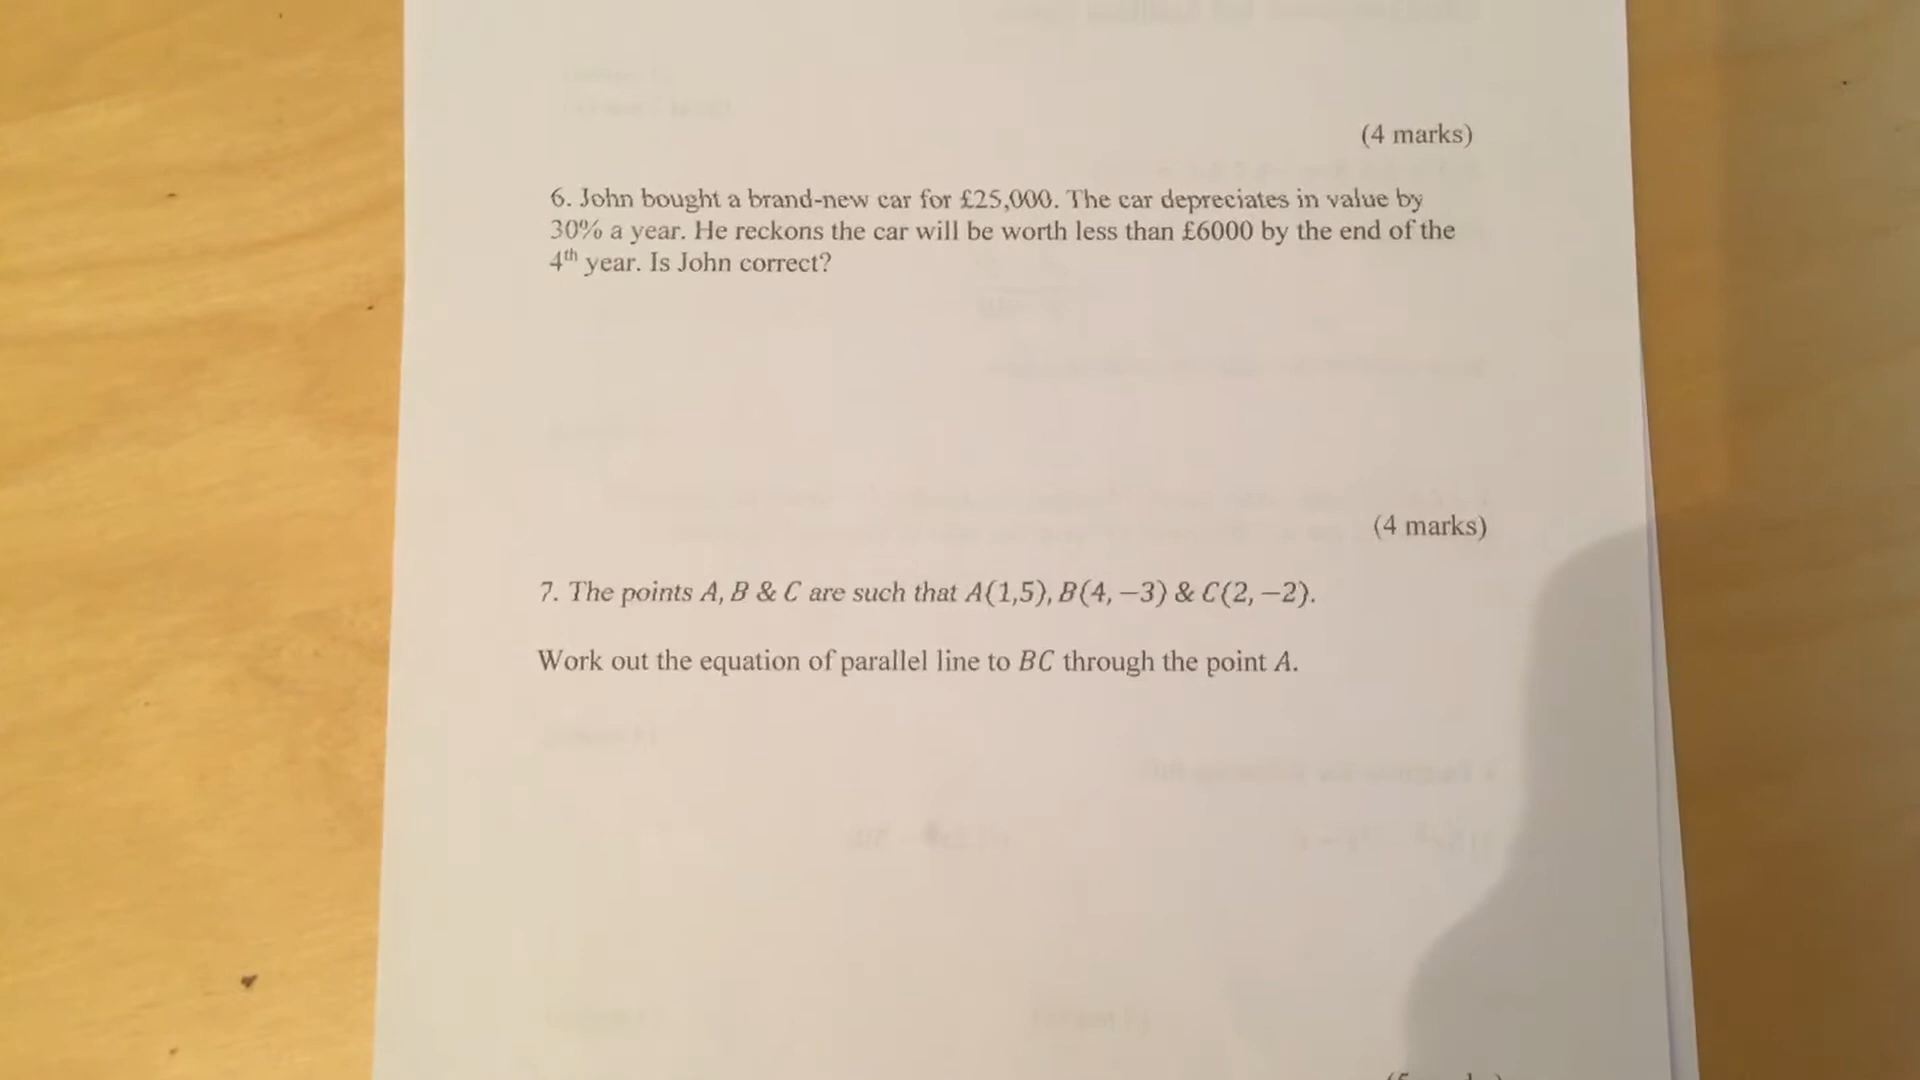 (4 marks)
6. John bought a brand-new car for £25,000. The car depreciates in value by
30% a year. He reckons the car will be worth less than £6000 by the end of the
4th year. Is John correct?
(4 marks)
7. The points A, B & C are such that A(1,5), B(4, −3) & C(2, −2).
Work out the equation of parallel line to BC through the point A.